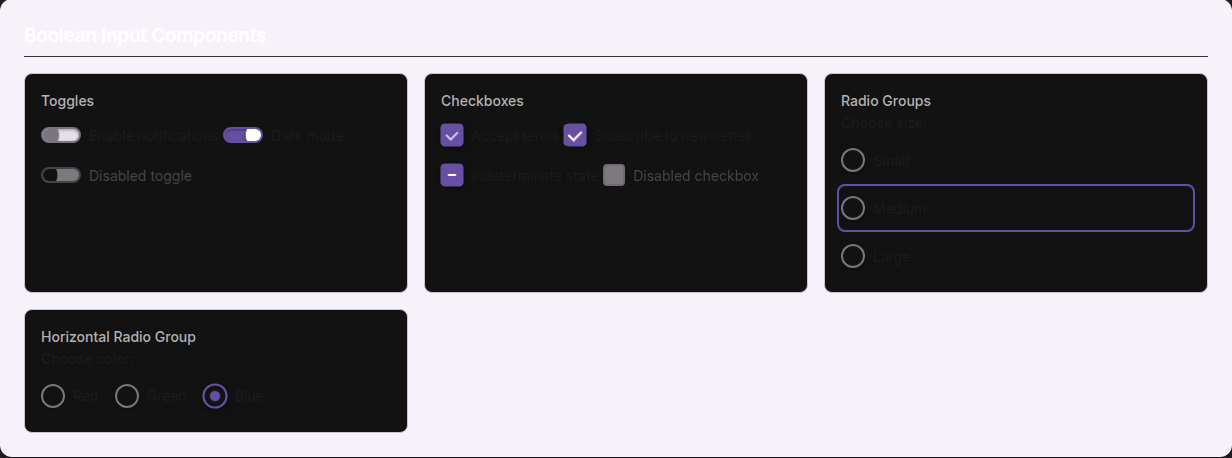 Boolean Input Components
Toggles
Enable notifications
Dark mode
Disabled toggle
Checkboxes
Accept terms
Subscribe to newsletter
Indeterminate state
Disabled checkbox
Radio Groups
Choose size:
Small
Medium
Large
Horizontal Radio Group
Choose color:
Red
Green
Blue